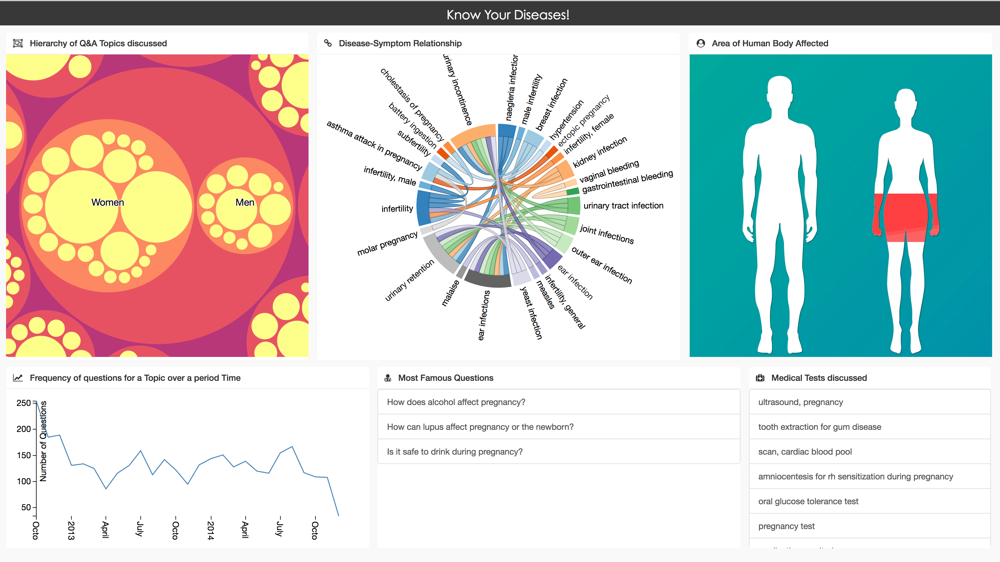 Know Your Diseases!
Hierarchy of Q&A Topics discussed
Women
Men
Disease-Symptom Relationship
urinary incontinence
naegleria infection
male infertility
breast infection
hypertension
ectopic pregnancy
infertility, female
kidney infection
vaginal bleeding
gastrointestinal bleeding
urinary tract infection
joint infections
outer ear infection
ear infection
infertility, general
measles
yeast infection
ear infections
malaise
urinary retention
molar pregnancy
infertility
infertility, male
asthma attack in pregnancy
subfertility
battery ingestion
cholestasis of pregnancy
Area of Human Body Affected
Frequency of questions for a Topic over a period Time
Number of Questions
250
200
150
100
50
Octo
2013
April
July
Octo
2014
April
July
Octo
Most Famous Questions
How does alcohol affect pregnancy?
How can lupus affect pregnancy or the newborn?
Is it safe to drink during pregnancy?
Medical Tests discussed
ultrasound, pregnancy
tooth extraction for gum disease
scan, cardiac blood pool
amniocentesis for rh sensitization during pregnancy
oral glucose tolerance test
pregnancy test